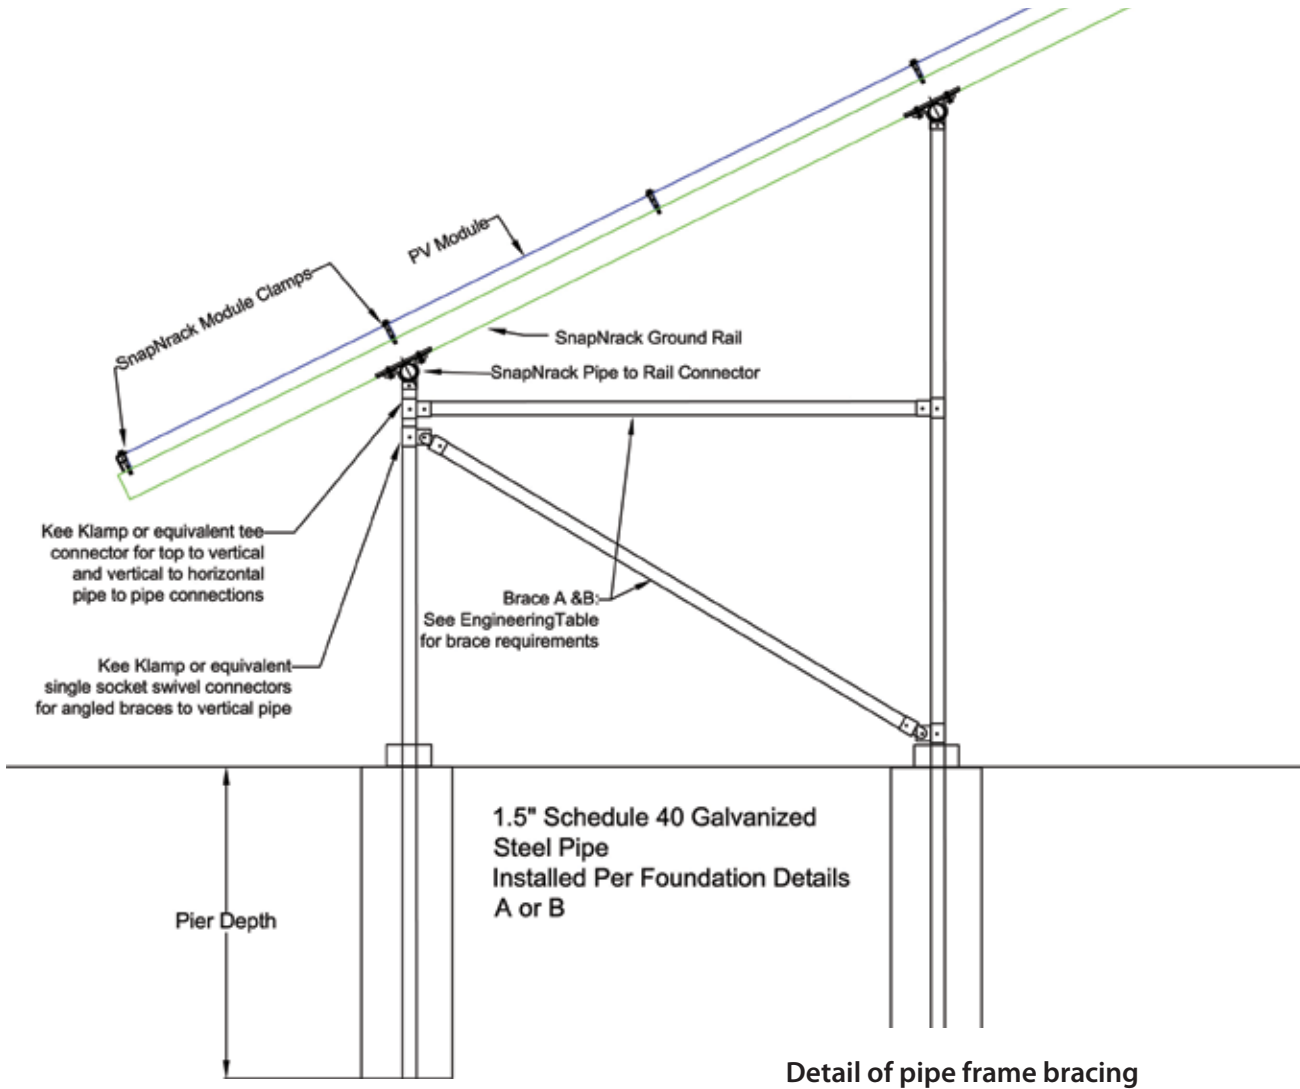 PV Module
SnapNrack Module Clamps
SnapNrack Ground Rail
SnapNrack Pipe to Rail Connector
Kee Klamp or equivalent tee
connector for top to vertical
and vertical to horizontal
pipe to pipe connections
Brace A &B:
See EngineeringTable
for brace requirements
Kee Klamp or equivalent
single socket swivel connectors
for angled braces to vertical pipe
1.5" Schedule 40 Galvanized
Steel Pipe
Installed Per Foundation Details
A or B
Pier Depth
Detail of pipe frame bracing